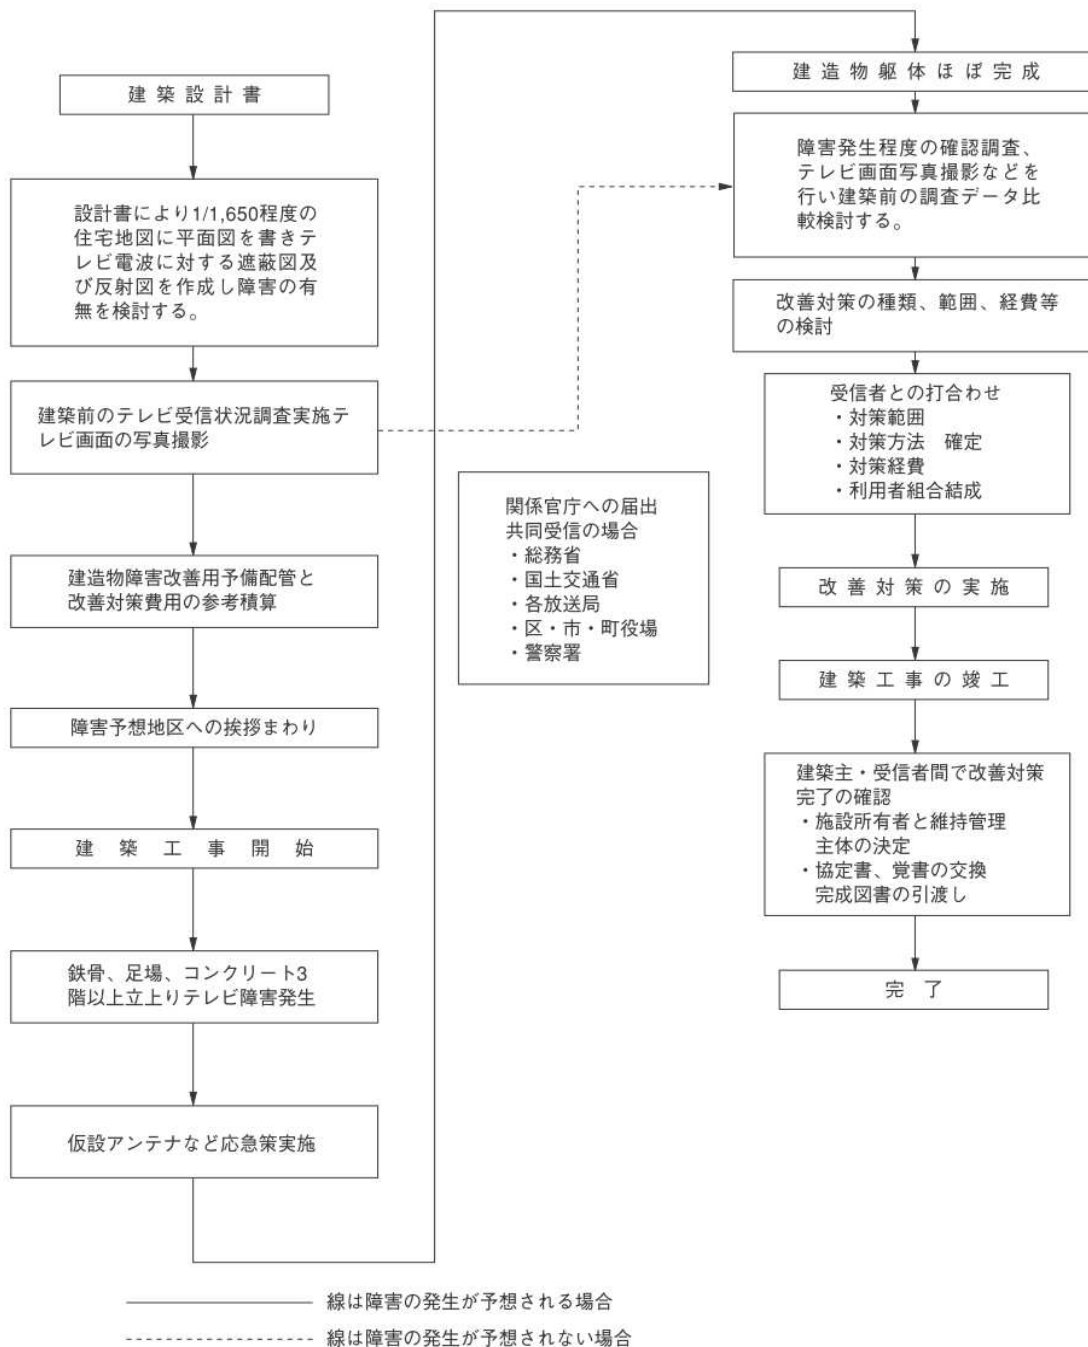 建築設計書
設計書により1/1,650程度の
住宅地図に平面図を書きテ
レビ電波に対する遮蔽図及
び反射図を作成し障害の有
無を検討する。
建築前のテレビ受信状況調査実施テ
レビ画面の写真撮影
建造物障害改善用予備配管と
改善対策費用の参考積算
障害予想地区への挨拶まわり
建築工事開始
鉄骨、足場、コンクリート3
階以上立上りテレビ障害発生
仮設アンテナなど応急策実施
関係官庁への届出
共同受信の場合
・総務省
・国土交通省
・各放送局
・区・市・町役場
・警察署
建造物躯体ほぼ完成
障害発生程度の確認調査、
テレビ画面写真撮影などを
行い建築前の調査データ比
較検討する。
改善対策の種類、範囲、経費等
の検討
受信者との打合わせ
・対策範囲
・対策方法　確定
・対策経費
・利用者組合結成
改善対策の実施
建築工事の竣工
建築主・受信者間で改善対策
完了の確認
・施設所有者と維持管理
主体の決定
・協定書、覚書の交換
完成図書の引渡し
完了
線は障害の発生が予想される場合
線は障害の発生が予想されない場合